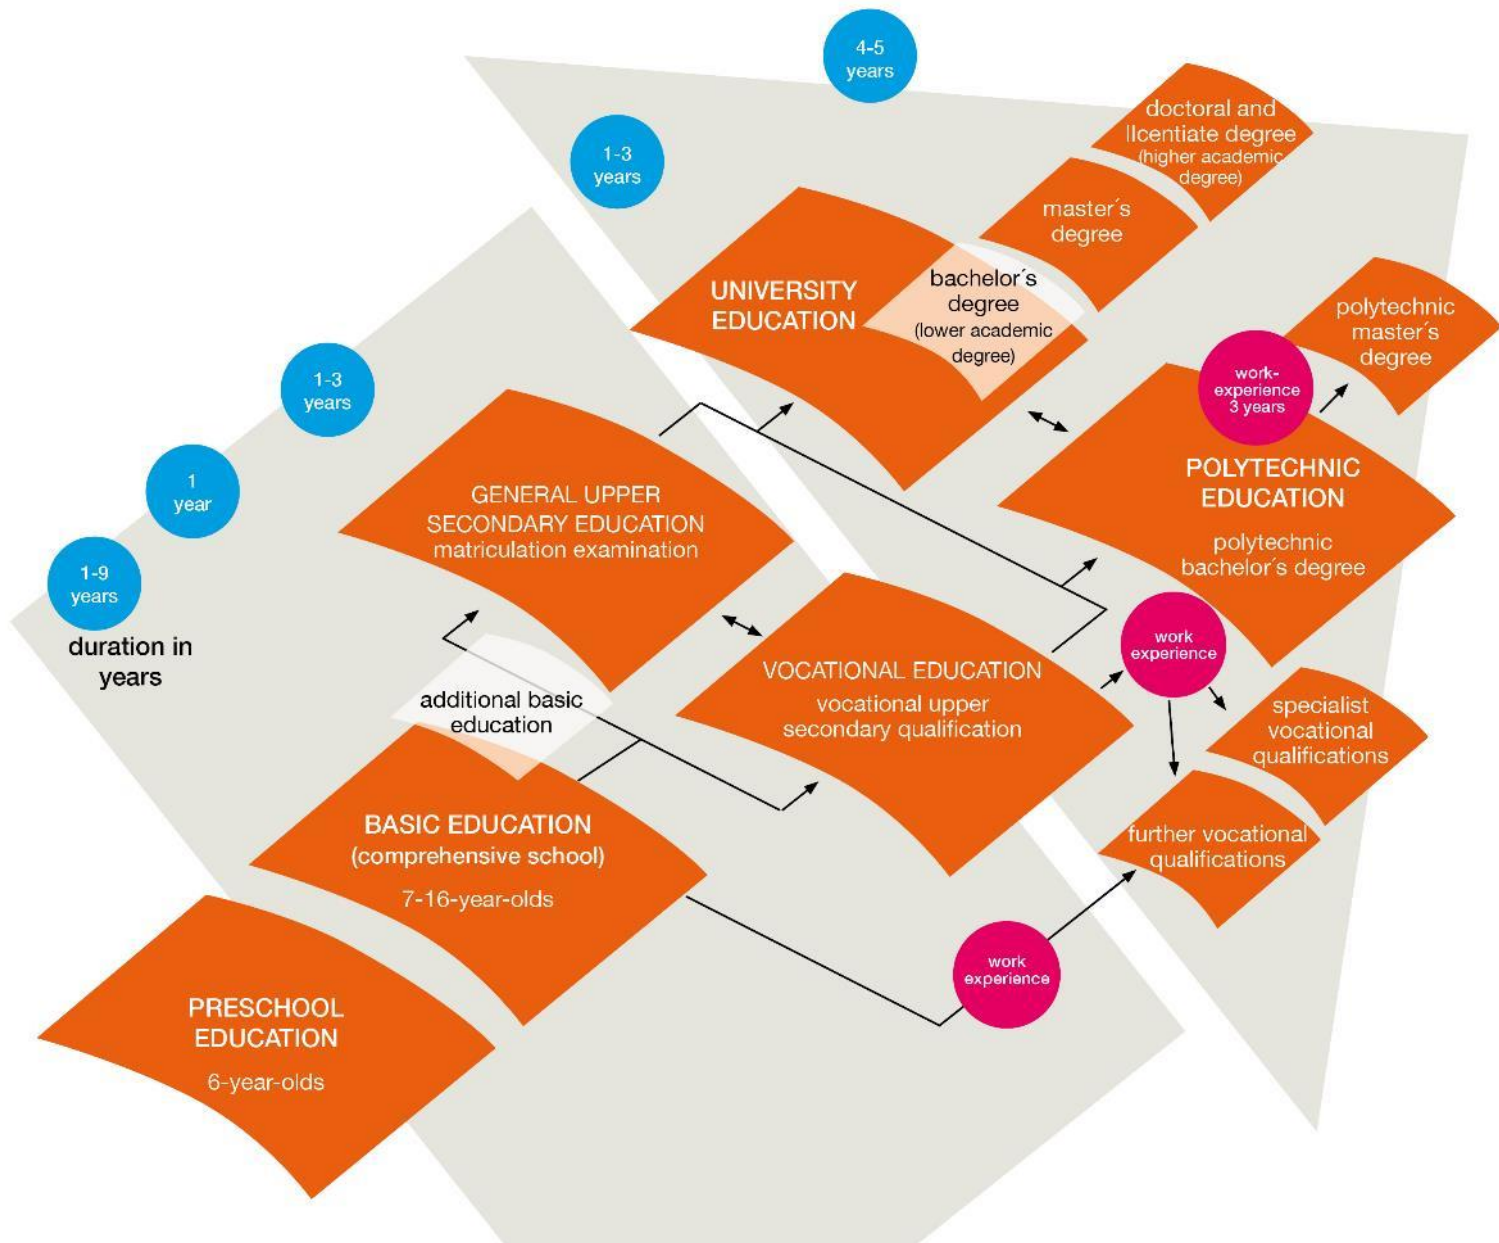 4-5
years
1-3
years
doctoral and
llcentiate degree
(higher academic
degree)
master´s
degree
bachelor´s
degree
(lower academic
degree)
UNIVERSITY
EDUCATION
polytechnic
master´s
degree
work-
experience
3 years
POLYTECHNIC
EDUCATION
polytechnic
bachelor´s degree
1-3
years
1
year
1-9
years
duration in
years
GENERAL UPPER
SECONDARY EDUCATION
matriculation examination
work
experience
VOCATIONAL EDUCATION
vocational upper
secondary qualification
specialist
vocational
qualifications
additional basic
education
further vocational
qualifications
BASIC EDUCATION
(comprehensive school)
7-16-year-olds
work
experience
PRESCHOOL
EDUCATION
6-year-olds